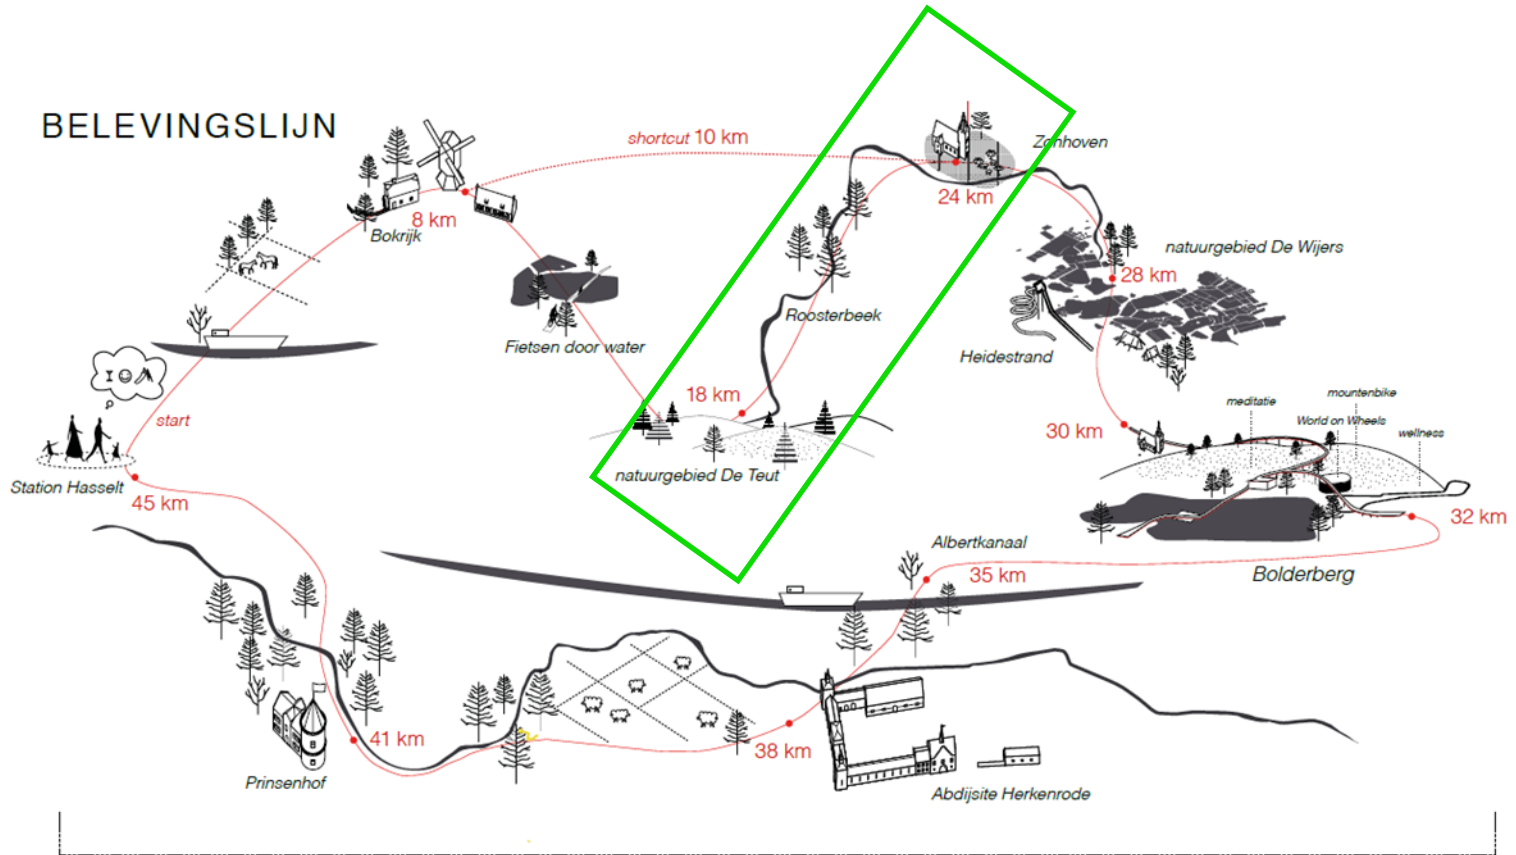 BELEVINGSLIJN
shortcut 10 km
Zonhoven
24 km
8 km
Bokrijk
natuurgebied De Wijers
28 km
Roosterbeek
Fietsen door water
Heidestrand
I
start
18 km
mountenbike
meditatie
World on Wheels
wellness
30 km
natuurgebied De Teut
Station Hasselt
45 km
32 km
Albertkanaal
35 km
Bolderberg
41 km
38 km
Prinsenhof
Abdijsite Herkenrode